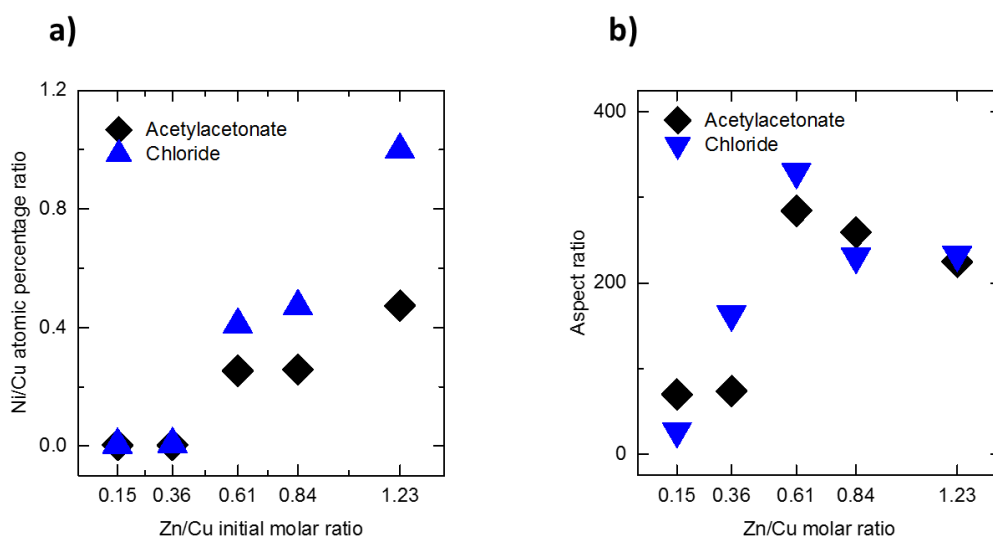 a)
1.2
0.8
0.4
0.0
Ni/Cu atomic percentage ratio
Acetylacetonate
Chloride
0.15 0.36 0.61 0.84 1.23
Zn/Cu initial molar ratio
b)
400
200
0
Aspect ratio
Acetylacetonate
Chloride
0.15 0.36 0.61 0.84 1.23
Zn/Cu molar ratio